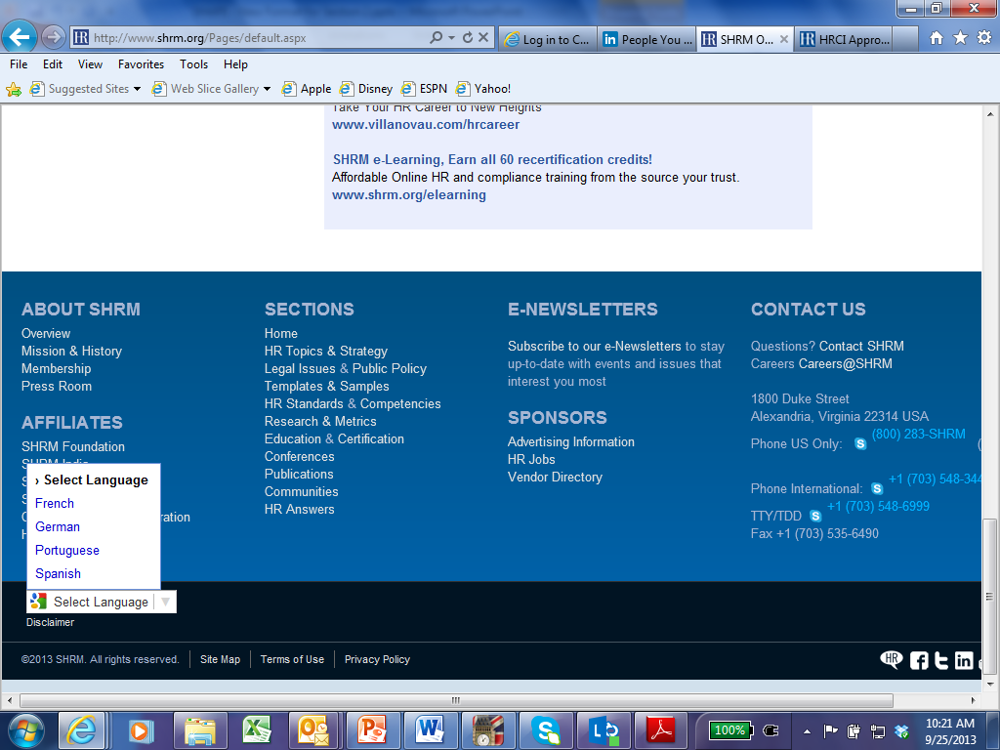 http://www.shrm.org/Pages/default.aspx
Log in to C...
People You ...
SHRM O...
HRCI Appro...
File Edit View Favorites Tools Help
Suggested Sites
Web Slice Gallery
Apple
Disney
ESPN
Yahoo!
Take Your HR Career to New Heights
www.villanovau.com/hrcareer
SHRM e-Learning, Earn all 60 recertification credits!
Affordable Online HR and compliance training from the source your trust.
www.shrm.org/elearning
ABOUT SHRM
Overview
Mission & History
Membership
Press Room
AFFILIATES
SHRM Foundation
SHRM India
› Select Language
French
German
Portuguese
Spanish
Select Language
Disclaimer
SECTIONS
Home
HR Topics & Strategy
Legal Issues & Public Policy
Templates & Samples
HR Standards & Competencies
Research & Metrics
Education & Certification
Conferences
Publications
Communities
HR Answers
E-NEWSLETTERS
Subscribe to our e-Newsletters to stay
up-to-date with events and issues that
interest you most
SPONSORS
Advertising Information
HR Jobs
Vendor Directory
CONTACT US
Questions? Contact SHRM
Careers Careers@SHRM
1800 Duke Street
Alexandria, Virginia 22314 USA
Phone US Only: (800) 283-SHRM (
Phone International: +1 (703) 548-344
TTY/TDD +1 (703) 548-6999
Fax +1 (703) 535-6490
©2013 SHRM. All rights reserved.
Site Map
Terms of Use
Privacy Policy
HR
100%
10:21 AM
9/25/2013